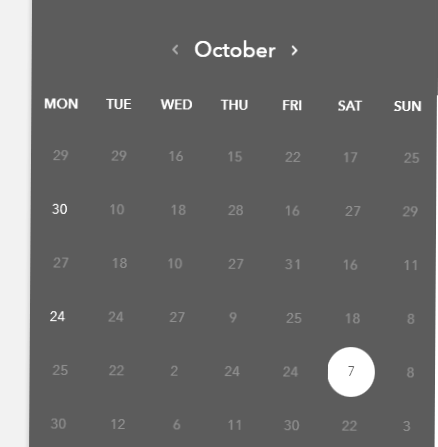 ‹ October ›
MON TUE WED THU FRI SAT SUN
29 29 16 15 22 17 25
30 10 18 28 16 27 29
27 18 10 27 31 16 11
24 24 27 9 25 18 8
25 22 2 24 24 7 8
30 12 6 11 30 22 3